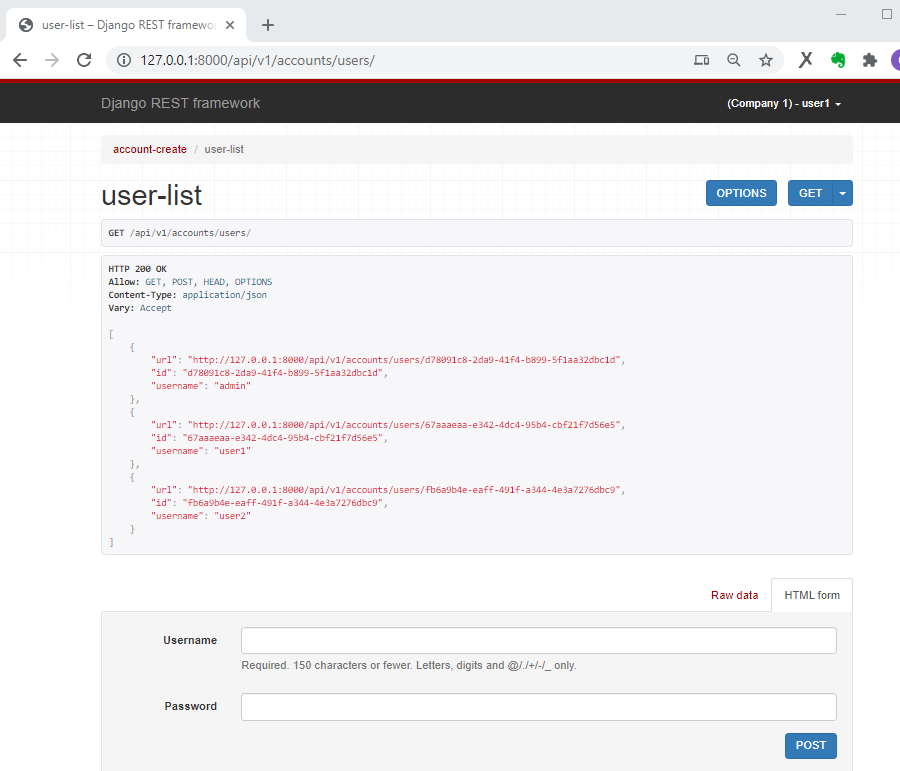 user-list – Django REST framewo
127.0.0.1:8000/api/v1/accounts/users/
Django REST framework
(Company 1) - user1
account-create / user-list
user-list
OPTIONS
GET
GET /api/v1/accounts/users/
HTTP 200 OK
Allow: GET, POST, HEAD, OPTIONS
Content-Type: application/json
Vary: Accept
[
{
"url": "http://127.0.0.1:8000/api/v1/accounts/users/d78091c8-2da9-41f4-b899-5f1aa32dbc1d",
"id": "d78091c8-2da9-41f4-b899-5f1aa32dbc1d",
"username": "admin"
},
{
"url": "http://127.0.0.1:8000/api/v1/accounts/users/67aaaeaa-e342-4dc4-95b4-cbf21f7d56e5",
"id": "67aaaeaa-e342-4dc4-95b4-cbf21f7d56e5",
"username": "user1"
},
{
"url": "http://127.0.0.1:8000/api/v1/accounts/users/fb6a9b4e-eaff-491f-a344-4e3a7276dbc9",
"id": "fb6a9b4e-eaff-491f-a344-4e3a7276dbc9",
"username": "user2"
}
]
Raw data
HTML form
Username
Required. 150 characters or fewer. Letters, digits and @/./+/-/_ only.
Password
POST